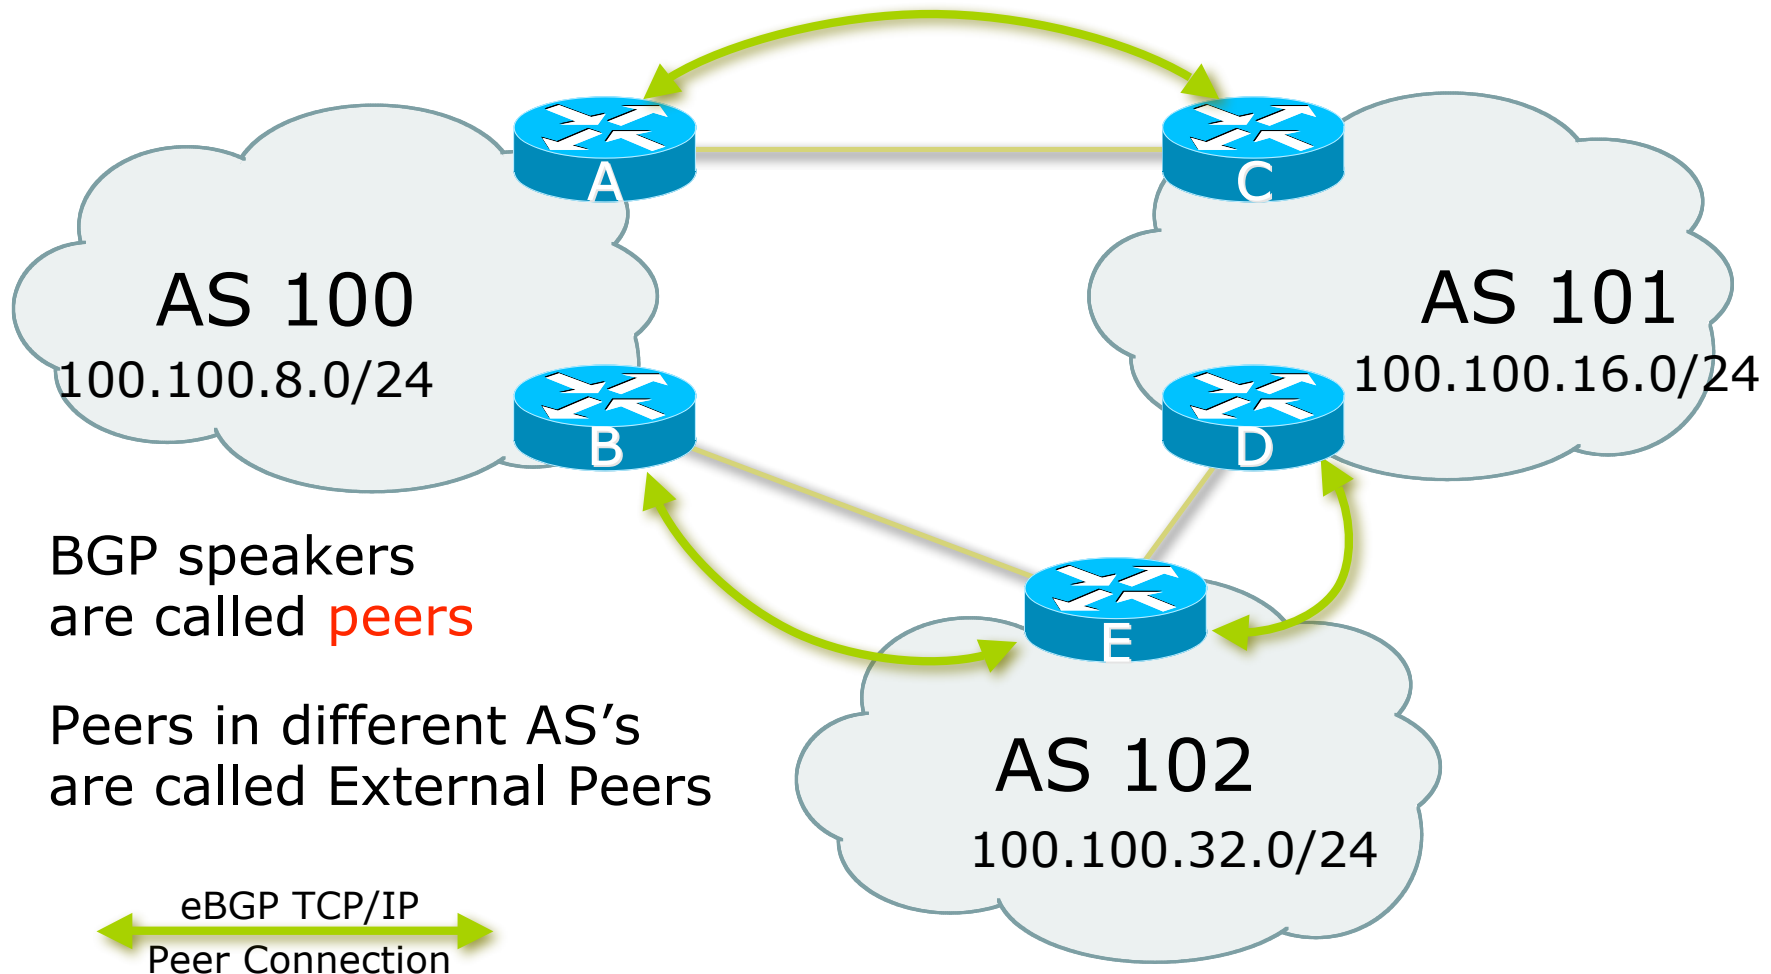 A
C
AS 100
100.100.8.0/24
AS 101
100.100.16.0/24
B
D
BGP speakers
are called peers
E
Peers in different AS’s
are called External Peers
AS 102
100.100.32.0/24
eBGP TCP/IP
Peer Connection